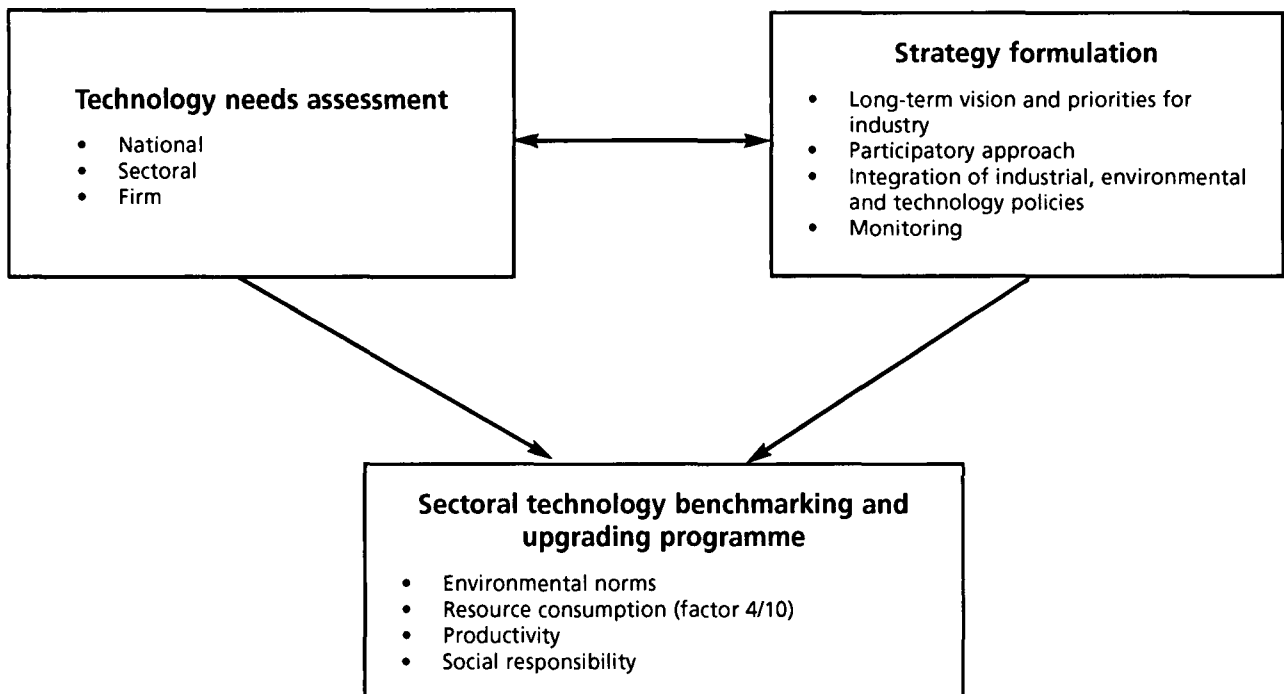 Technology needs assessment
• National
• Sectoral
• Firm
Strategy formulation
• Long-term vision and priorities for
industry
• Participatory approach
• Integration of industrial, environmental
and technology policies
• Monitoring
Sectoral technology benchmarking and
upgrading programme
• Environmental norms
• Resource consumption (factor 4/10)
• Productivity
• Social responsibility